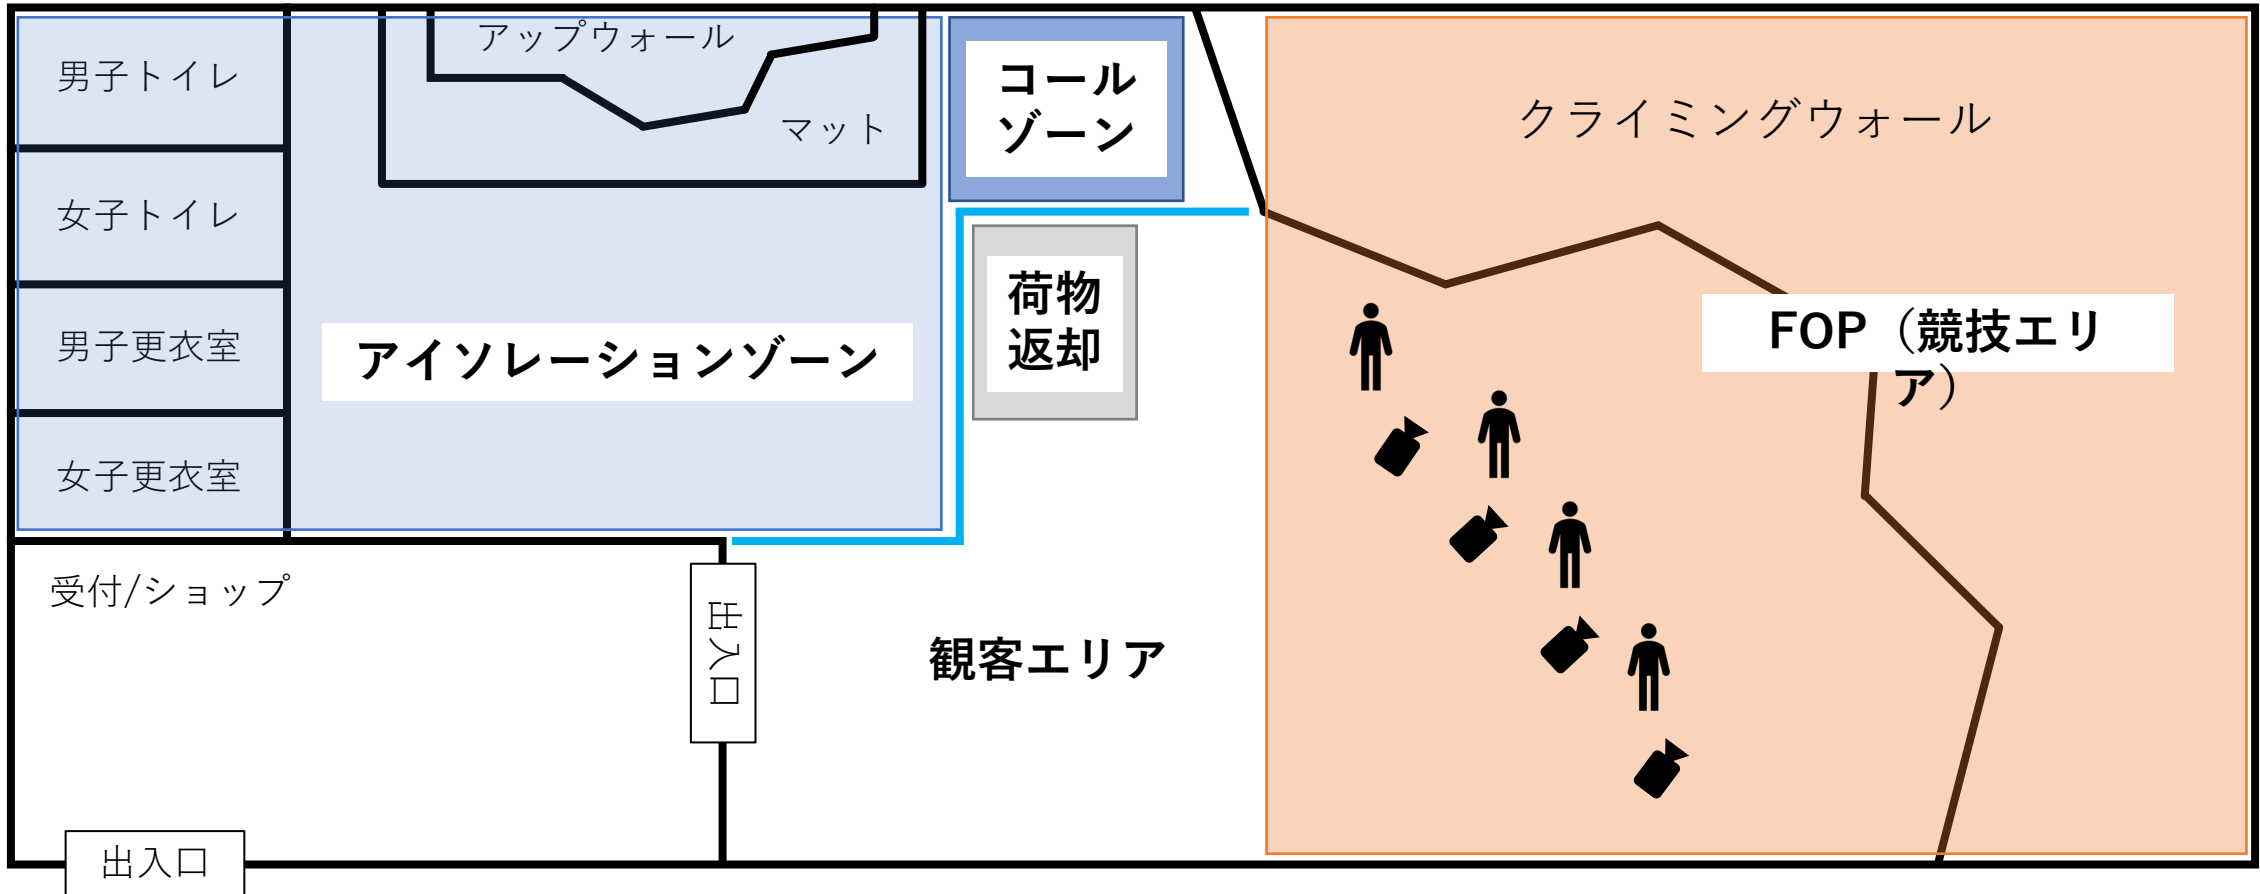 アップウォール
男子トイレ
マット
女子トイレ
男子更衣室
女子更衣室
アイソレーションゾーン
コール
ゾーン
荷物
返却
クライミングウォール
FOP（競技エリ
ア）
受付/ショップ
出入口
観客エリア
出入口